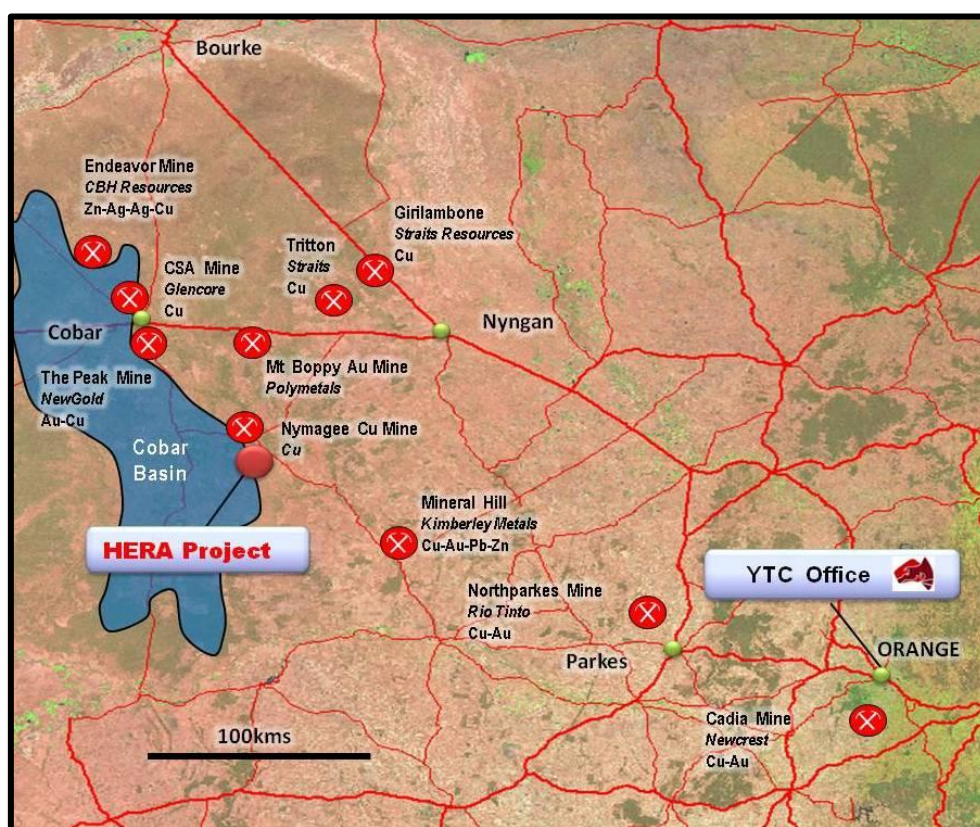 Bourke
Endeavor Mine
CBH Resources
Zn-Ag-Ag-Cu
Girilambone
Straits Resources
Cu
Tritton
Straits
Cu
CSA Mine
Glencore
Cu
Cobar
Nyngan
Mt Boppy Au Mine
Polymetals
The Peak Mine
NewGold
Au-Cu
Nymagee Cu Mine
Cu
Cobar
Basin
Mineral Hill
Kimberley Metals
Cu-Au-Pb-Zn
HERA Project
YTC Office
Northparkes Mine
Rio Tinto
Cu-Au
Parkes
ORANGE
Cadia Mine
Newcrest
Cu-Au
100kms